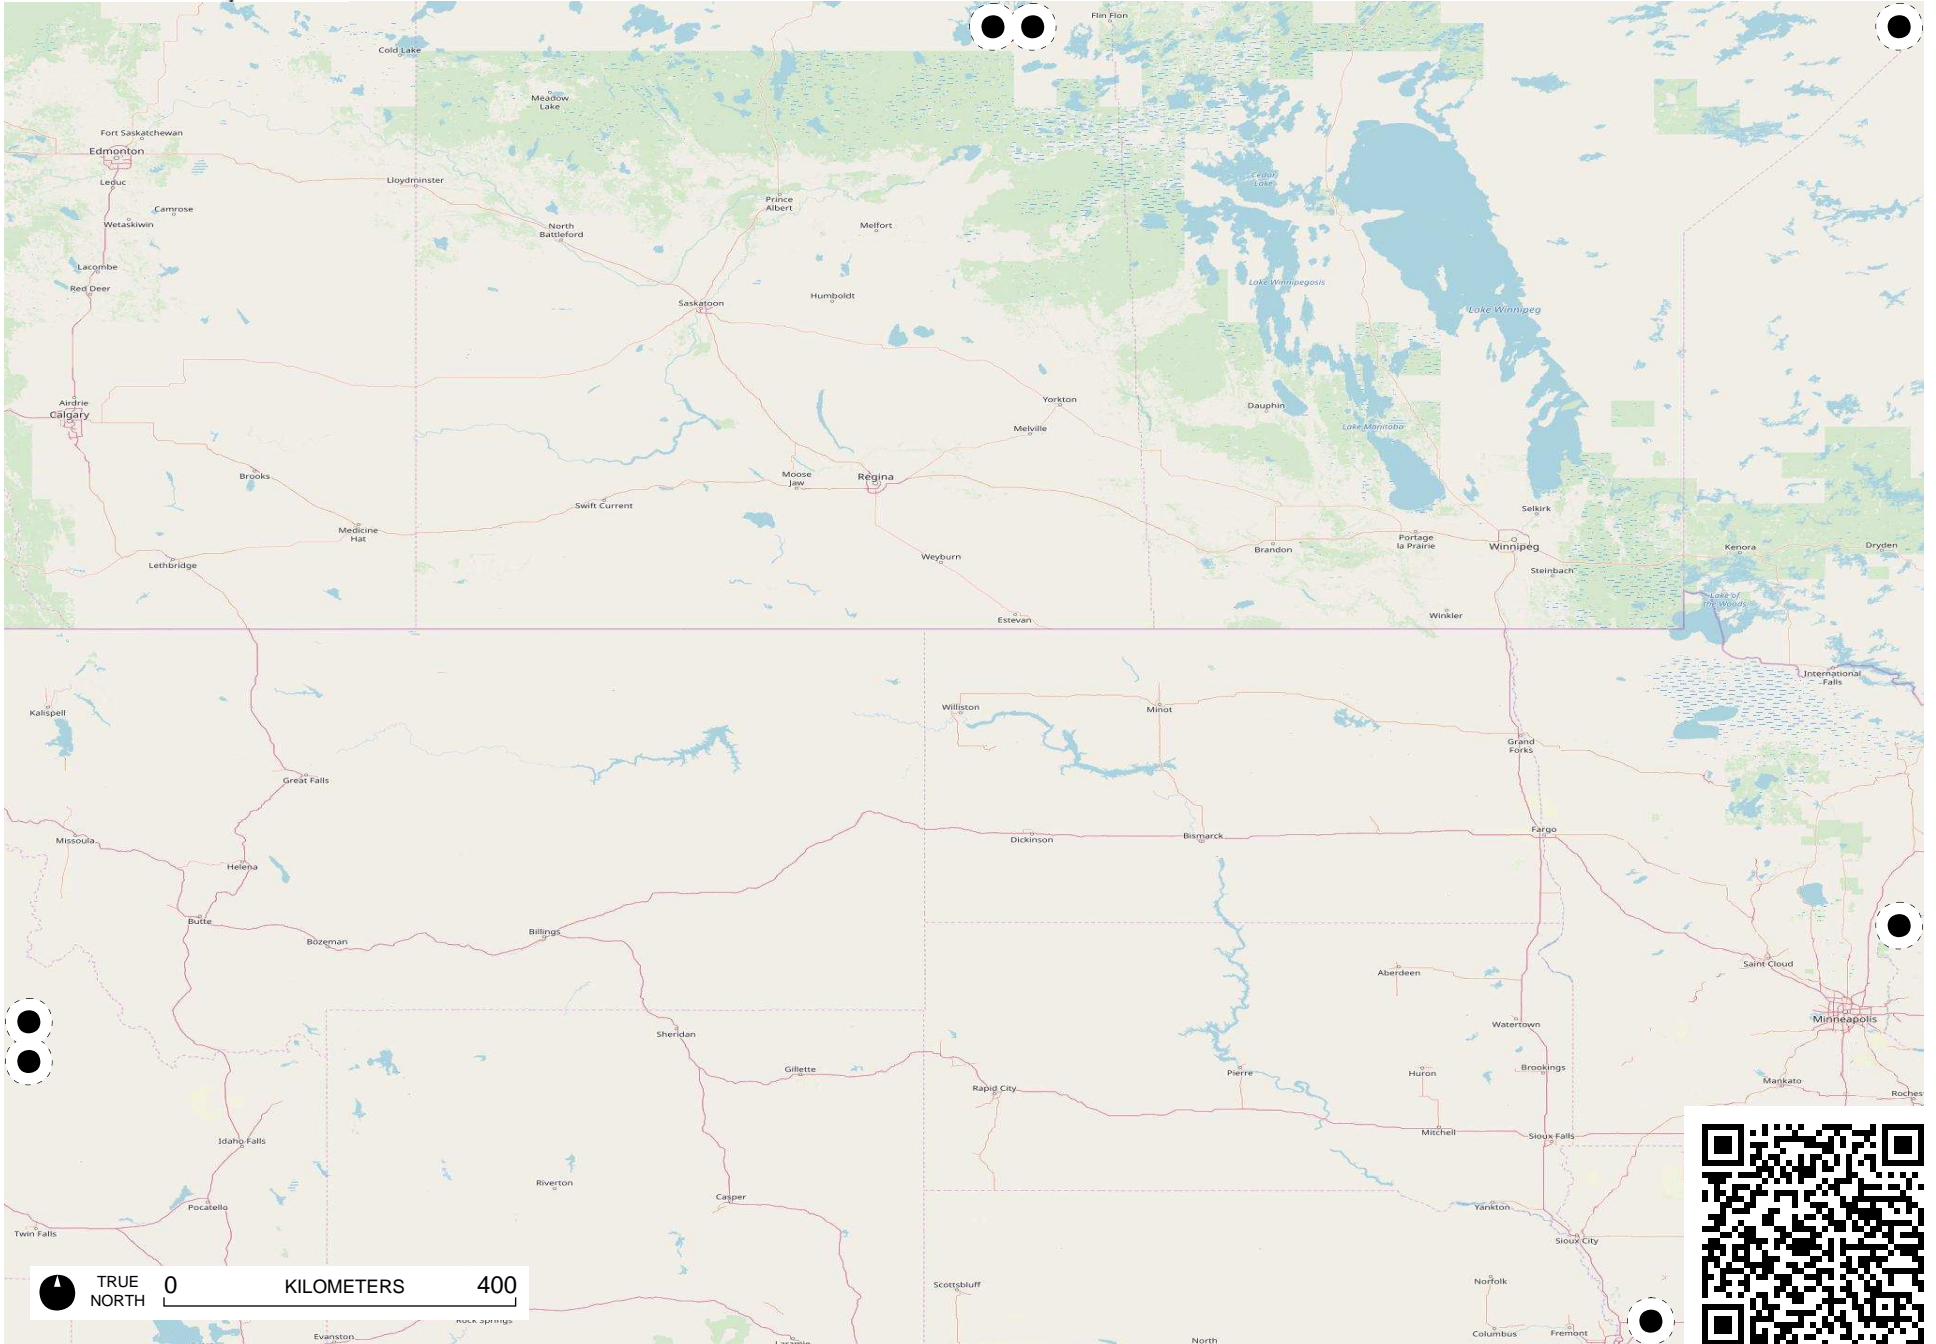 Flin Flon
Cold Lake
Meadow
Lake
Fort Saskatchewan
Edmonton
Leduc
Lloydminster
Cedar
Lake
Prince
Albert
Camrose
Wetaskiwin
North
Battleford
Melfort
Lacombe
Red Deer
Lake Winnipegosis
Saskatoon
Humboldt
Lake Winnipeg
Airdrie
Calgary
Yorkton
Dauphin
Melville
Lake Manitoba
Brooks
Moose
Jaw
Regina
Swift Current
Selkirk
Medicine
Hat
Portage
la Prairie
Winnipeg
Brandon
Kenora
Dryden
Weyburn
Lethbridge
Steinbach
Lake of
the Woods
Estevan
Winkler
International
Falls
Kalispell
Williston
Minot
Grand
Forks
Great Falls
Missoula
Dickinson
Bismarck
Fargo
Helena
Butte
Bozeman
Billings
Saint Cloud
Aberdeen
Minneapolis
Watertown
Sheridan
Gillette
Pierre
Huron
Brookings
Mankato
Rapid City
Roches
Idaho Falls
Mitchell
Sioux Falls
Riverton
Casper
Pocatello
Yankton
Twin Falls
Sioux City
TRUE
NORTH
0 KILOMETERS 400
Scottsbluff
Norfolk
Rock Springs
Evanston
Laramie
North
Columbus
Fremont